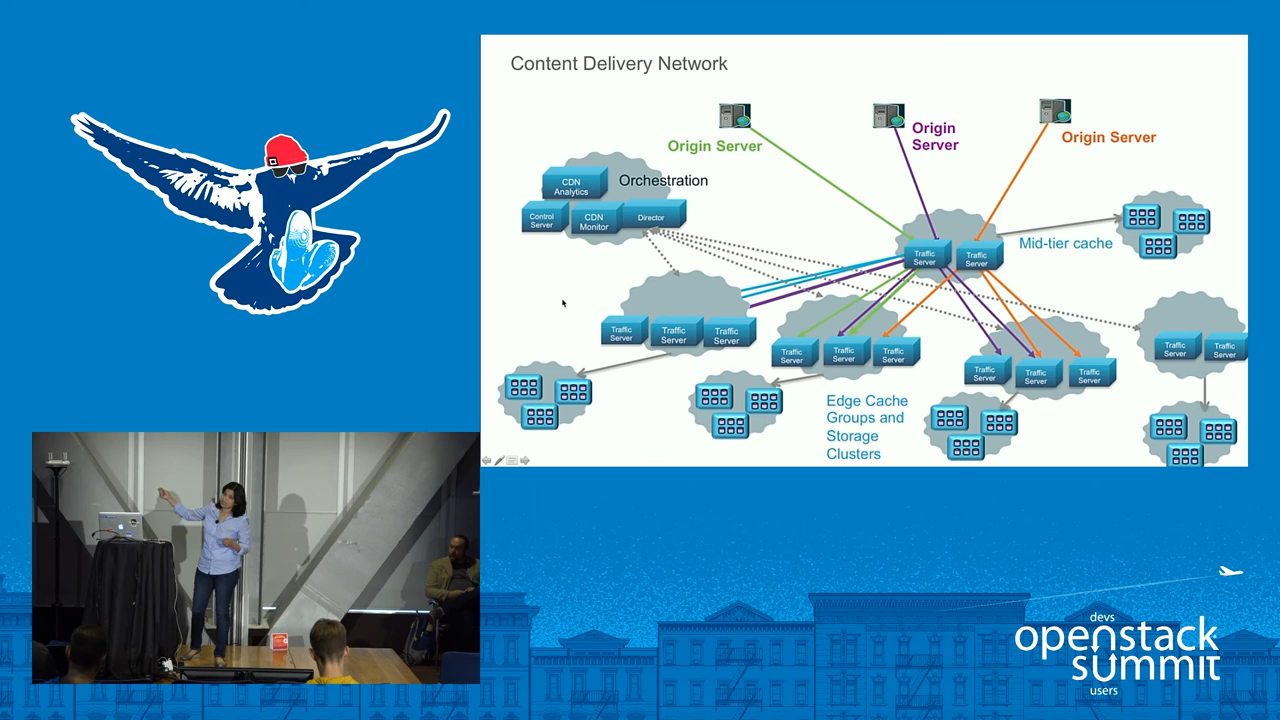 Content Delivery Network
Origin Server
Origin
Server
Origin Server
CDN
Analytics
Orchestration
Control
Server
CDN
Monitor
Director
Traffic
Server
Traffic
Server
Mid-tier cache
Traffic
Server
Traffic
Server
Traffic
Server
Traffic
Server
Traffic
Server
Traffic
Server
Traffic
Server
Traffic
Server
Traffic
Server
Traffic
Server
Traffic
Server
Edge Cache
Groups and
Storage
Clusters
devs
openstack
summit
users